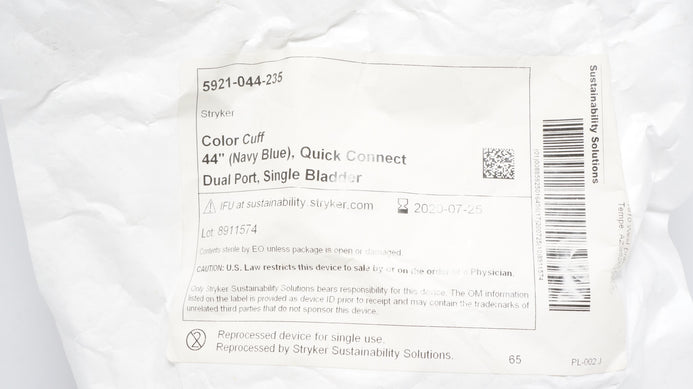 5921-044-235
Stryker
Color Cuff
44" (Navy Blue), Quick Connect
Dual Port, Single Bladder
IFU at sustainability.stryker.com
2020-07-25
Lot: 8911574
Contents sterile by EO unless package is open or damaged
CAUTION: U.S. Law restricts this device to sale by or on the order of a Physician.
Only Stryker Sustainability Solutions bears responsibility for this device. The OM information
listed on the label is provided as device ID prior to receipt and may contain the trademarks of
unrelated third parties that do not sponsor this device.
2
Reprocessed device for single use.
Reprocessed by Stryker Sustainability Solutions.
65
PL-002 J
Sustainability Solutions
Tempe